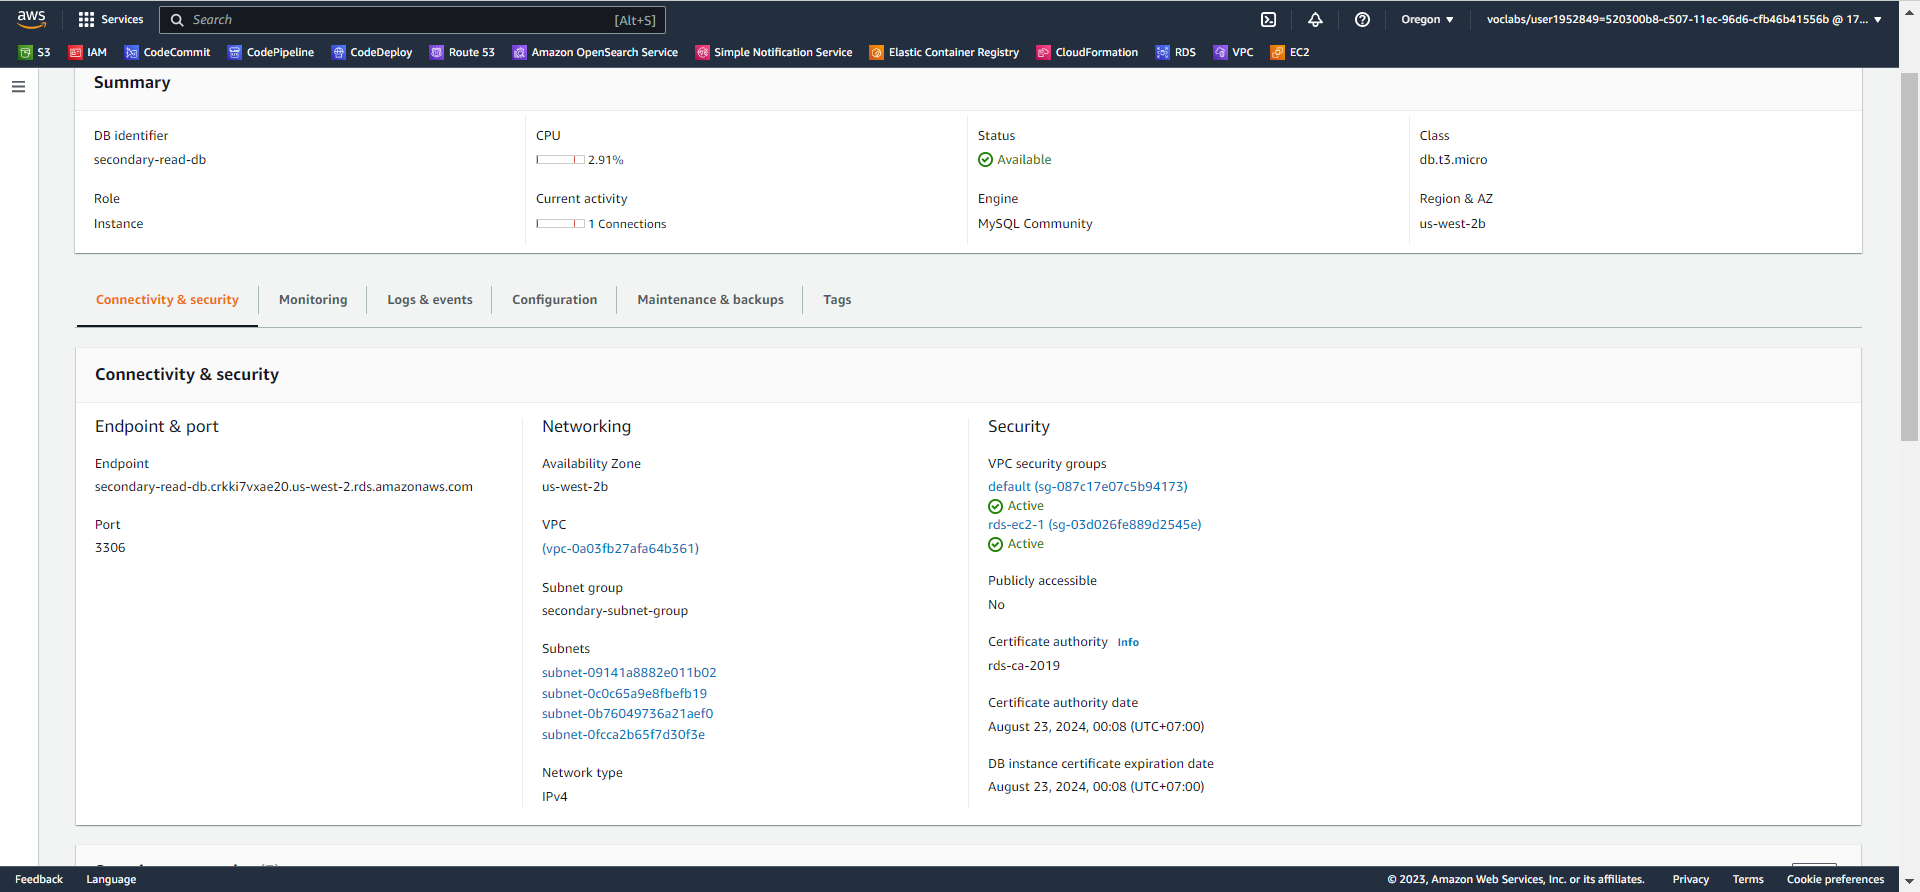 aws
Services
Search
[Alt+S]
Oregon
voclabs/user1952849=520300b8-c507-11ec-96d6-cfb46b41556b @ 17...
S3
IAM
CodeCommit
CodePipeline
CodeDeploy
Route 53
Amazon OpenSearch Service
Simple Notification Service
Elastic Container Registry
CloudFormation
RDS
VPC
EC2
Summary
DB identifier
secondary-read-db
Role
Instance
CPU
2.91%
Current activity
1 Connections
Status
Available
Engine
MySQL Community
Class
db.t3.micro
Region & AZ
us-west-2b
Connectivity & security
Monitoring
Logs & events
Configuration
Maintenance & backups
Tags
Connectivity & security
Endpoint & port
Endpoint
secondary-read-db.crkki7vxae20.us-west-2.rds.amazonaws.com
Port
3306
Networking
Availability Zone
us-west-2b
VPC
(vpc-0a03fb27afa64b361)
Subnet group
secondary-subnet-group
Subnets
subnet-09141a8882e011b02
subnet-0c0c65a9e8fbefb19
subnet-0b76049736a21aef0
subnet-0fcca2b65f7d30f3e
Network type
IPv4
Security
VPC security groups
default (sg-087c17e07c5b94173)
Active
rds-ec2-1 (sg-03d026fe889d2545e)
Active
Publicly accessible
No
Certificate authority Info
rds-ca-2019
Certificate authority date
August 23, 2024, 00:08 (UTC+07:00)
DB instance certificate expiration date
August 23, 2024, 00:08 (UTC+07:00)
Feedback
Language
© 2023, Amazon Web Services, Inc. or its affiliates.
Privacy
Terms
Cookie preferences